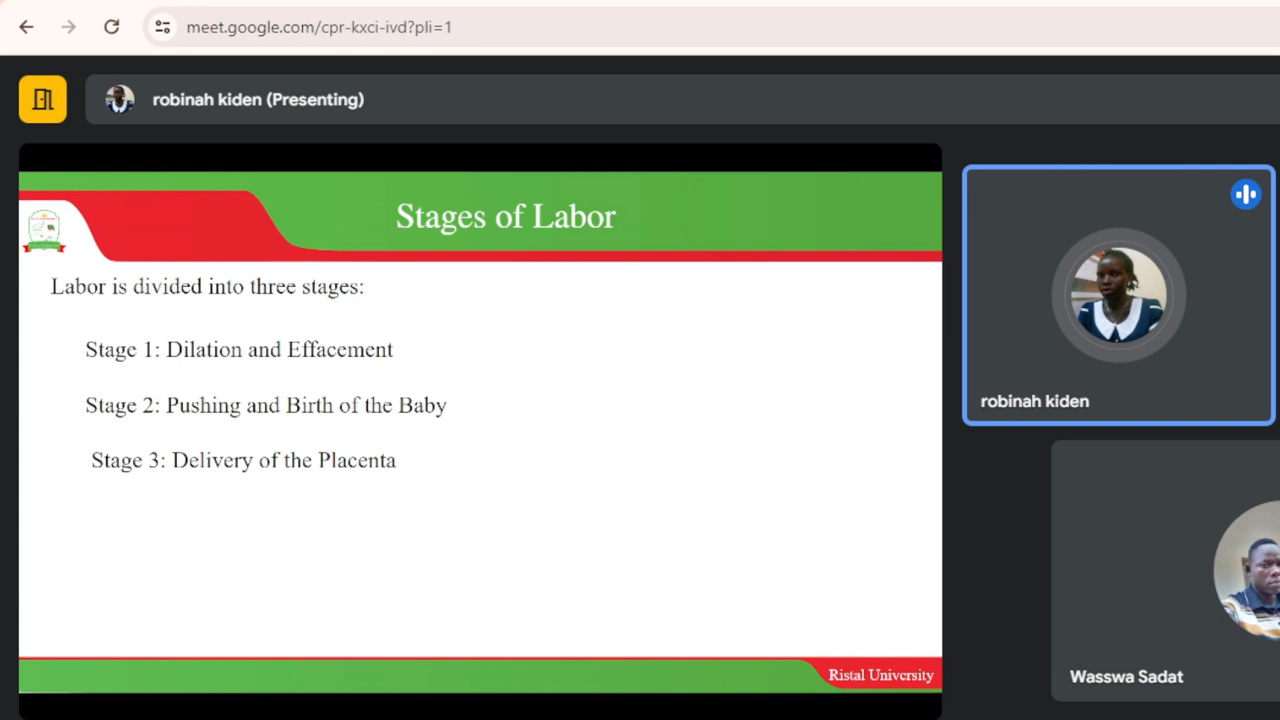 meet.google.com/cpr-kxci-ivd?pli=1
robinah kiden (Presenting)
Stages of Labor
Labor is divided into three stages:
Stage 1: Dilation and Effacement
Stage 2: Pushing and Birth of the Baby
Stage 3: Delivery of the Placenta
Ristal University
robinah kiden
Wasswa Sadat